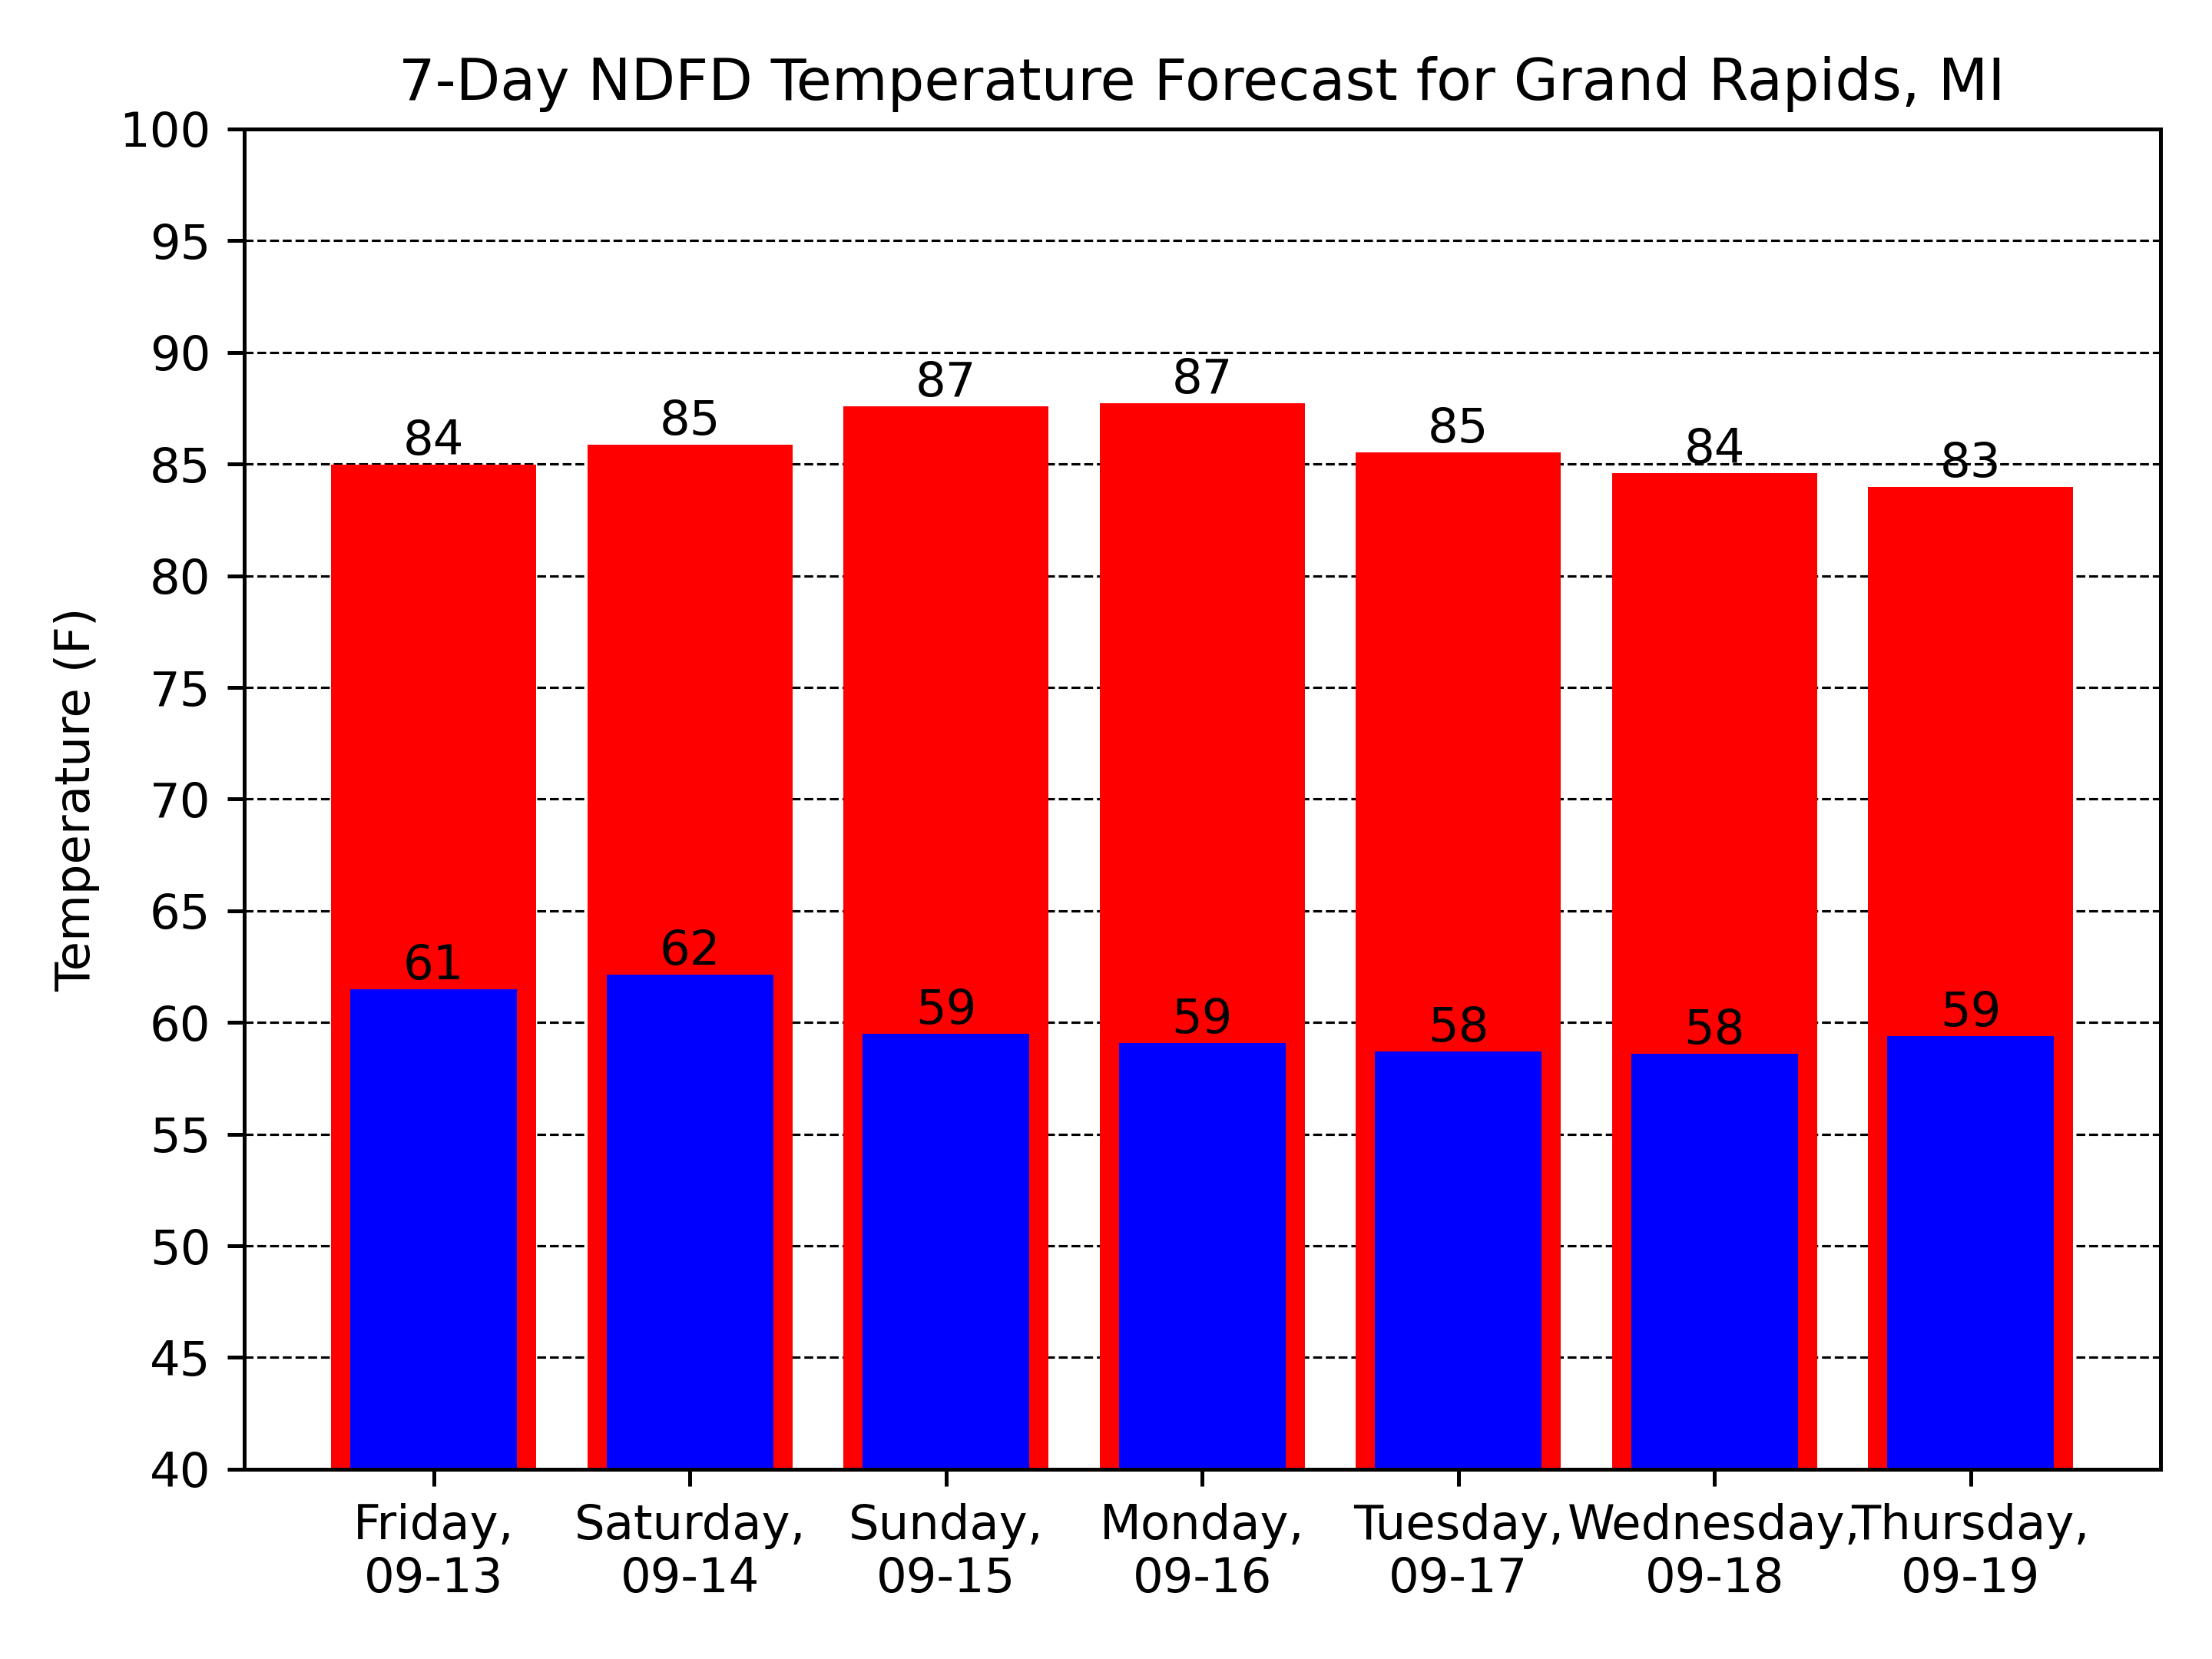 7-Day NDFD Temperature Forecast for Grand Rapids, MI
Temperature (F)
100
95
90
85
80
75
70
65
60
55
50
45
40
84 85 87 87 85 84 83
61 62 59 59 58 58 59
Friday, Saturday, Sunday, Monday, Tuesday, Wednesday, Thursday,
09-13 09-14 09-15 09-16 09-17 09-18 09-19